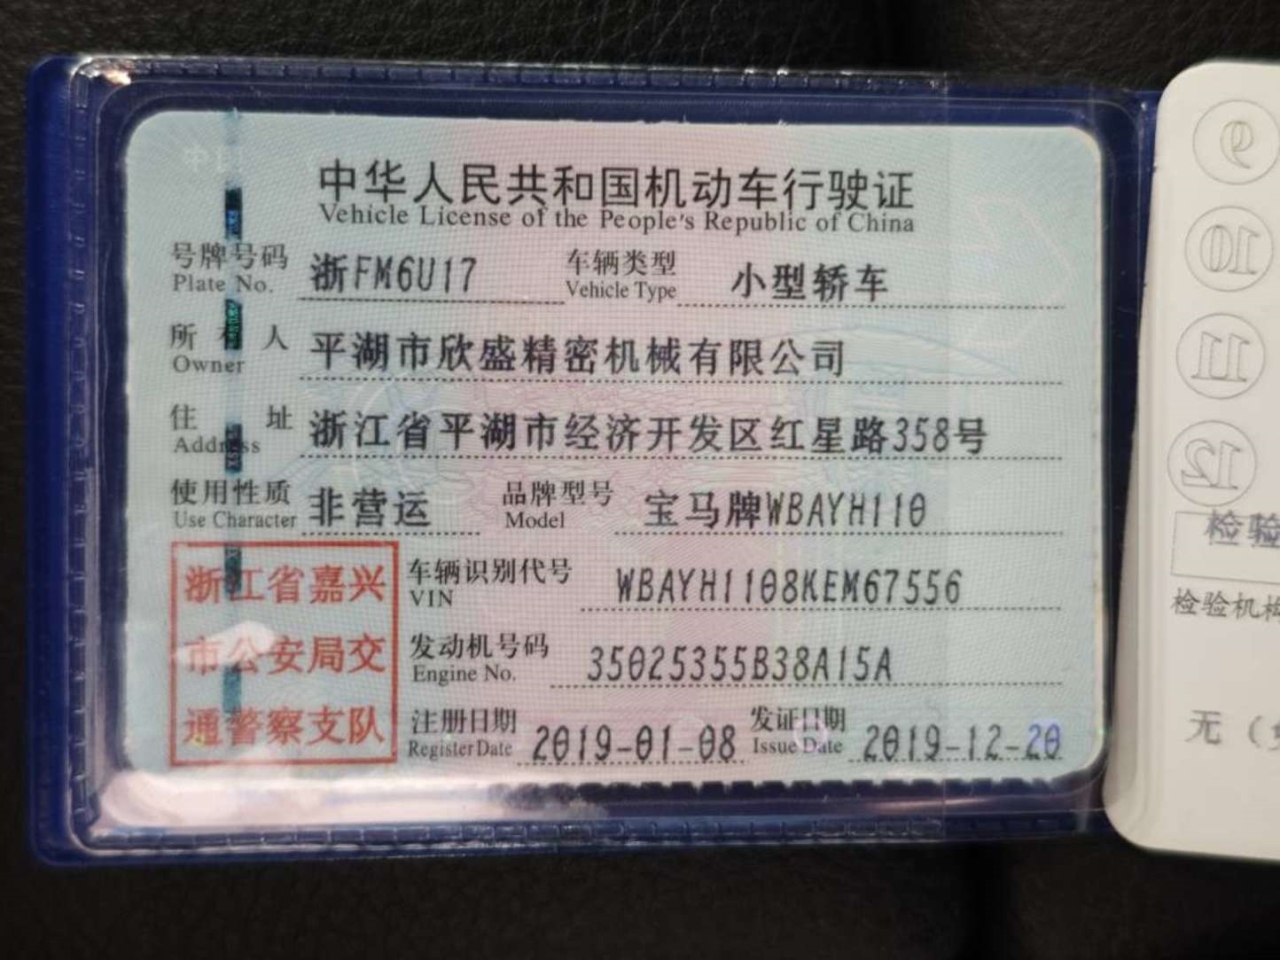 中华人民共和国机动车行驶证
Vehicle License of the People's Republic of China
号牌号码 浙FM6U17 车辆类型 小型轿车
Plate No. Vehicle Type
所有人 平湖市欣盛精密机械有限公司
Owner
住址 浙江省平湖市经济开发区红星路358号
Address
使用性质 非营运 品牌型号 宝马牌WBAYH110
Use Character Model
浙江省嘉兴
市公安局交
通警察支队
车辆识别代号 WBAYH1108KEM67556
VIN
发动机号码 35025355B38A15A
Engine No.
注册日期 2019-01-08 发证日期 2019-12-20
Register Date Issue Date
9
10
11
12
检验
检验机构
无（